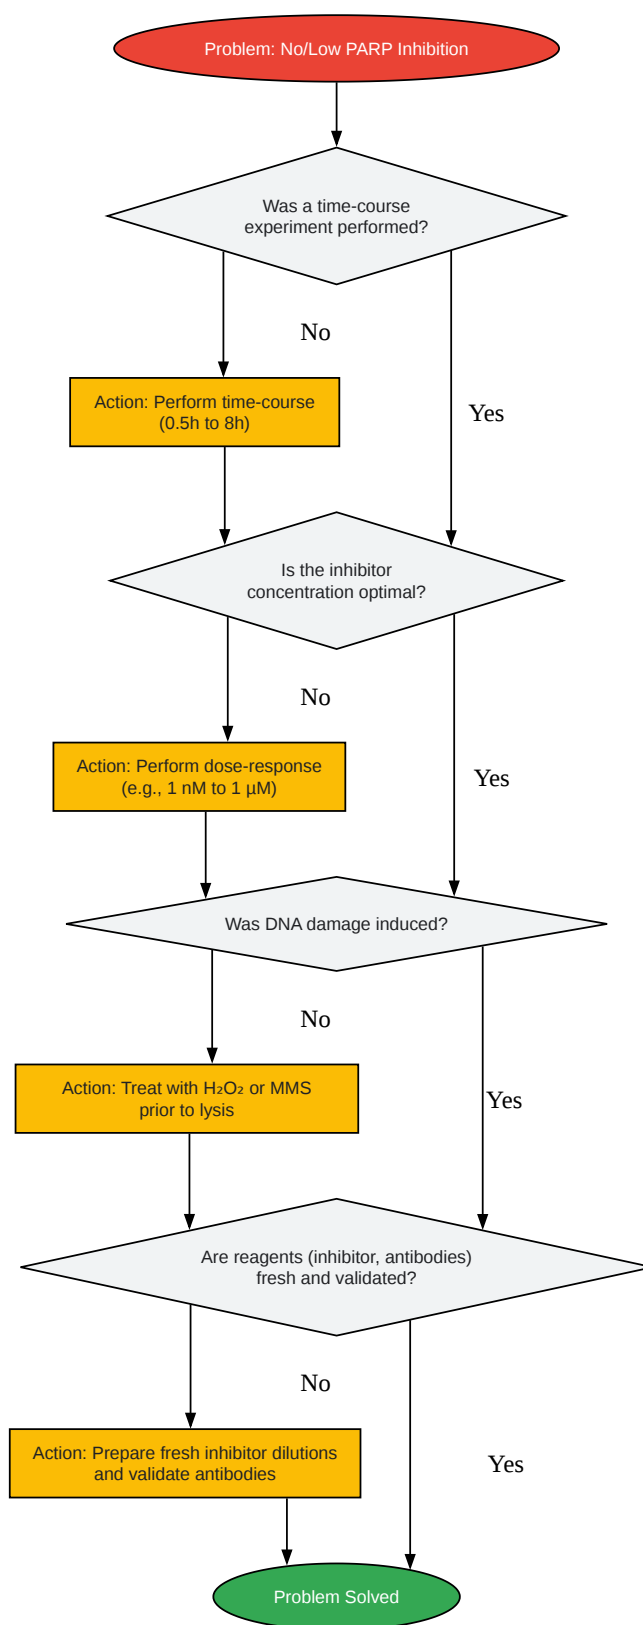 Problem: No/Low PARP Inhibition
Was a time-course
experiment performed?
No
Action: Perform time-course
(0.5h to 8h)
Yes
Is the inhibitor
concentration optimal?
No
Action: Perform dose-response
(e.g., 1 nM to 1 µM)
Yes
Was DNA damage induced?
No
Action: Treat with H₂O₂ or MMS
prior to lysis
Yes
Are reagents (inhibitor, antibodies)
fresh and validated?
No
Action: Prepare fresh inhibitor dilutions
and validate antibodies
Yes
Problem Solved